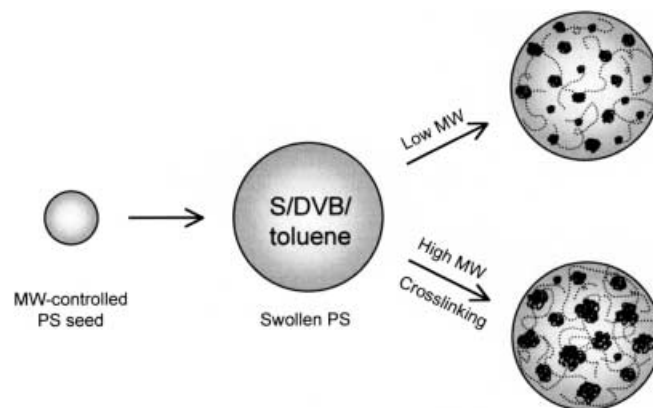 MW-controlled
PS seed
S/DVB/
toluene
Swollen PS
Low MW
High MW
Crosslinking